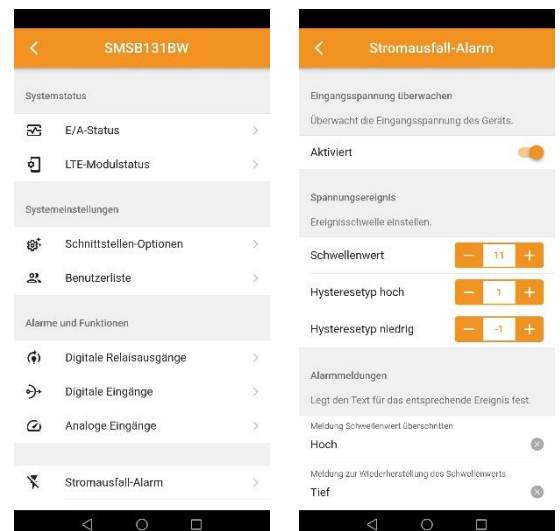 SMSB131BW
Systemstatus
E/A-Status
LTE-Modulstatus
Systemeinstellungen
Schnittstellen-Optionen
Benutzerliste
Alarme und Funktionen
Digitale Relaisausgänge
Digitale Eingänge
Analoge Eingänge
Stromausfall-Alarm
Stromausfall-Alarm
Eingangsspannung überwachen
Überwacht die Eingangsspannung des Geräts.
Aktiviert
Spannungsereignis
Ereignisschwelle einstellen.
Schwellenwert − 11 +
Hysteresetyp hoch − 1 +
Hysteresetyp niedrig − -1 +
Alarmmeldungen
Legt den Text für das entsprechende Ereignis fest.
Meldung Schwellenwert überschritten
Hoch
Meldung zur Wiederherstellung des Schwellenwerts
Tief